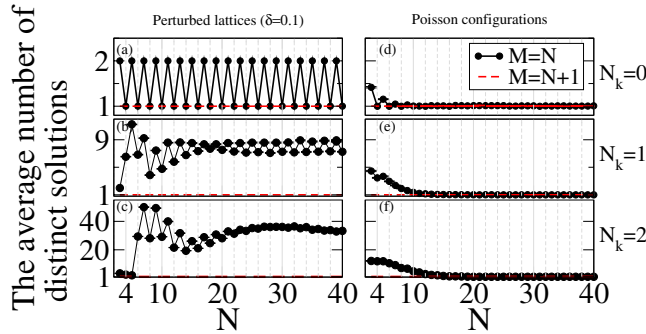 Perturbed lattices (δ=0.1)
Poisson configurations
The average number of
distinct solutions
(a)
2
1
(b)
9
1
(c)
40
20
1
4
10
20
30
40
N
(d)
M=N
M=N+1
N_k=0
(e)
N_k=1
(f)
N_k=2
4
10
20
30
40
N